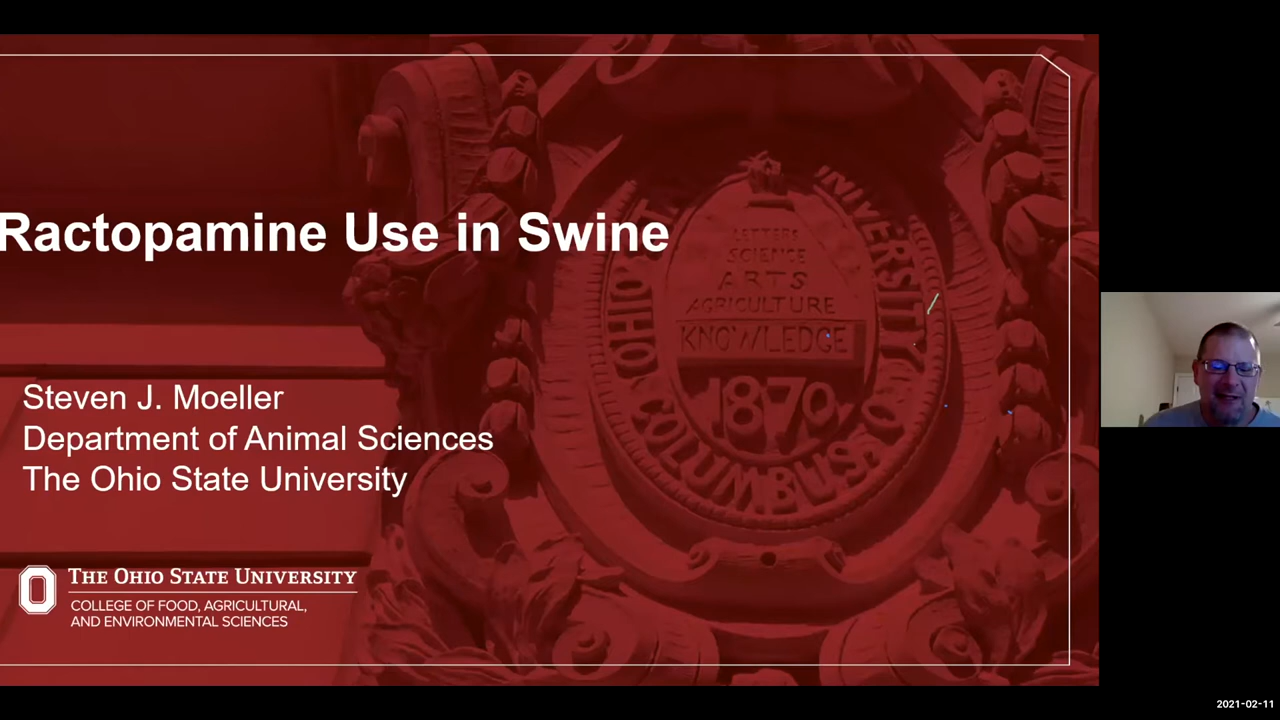 Ractopamine Use in Swine
LETTERS
SCIENCE
ARTS
AGRICULTURE
KNOWLEDGE
1870
OHIO
UNIVERSITY
COLUMBUS
Steven J. Moeller
Department of Animal Sciences
The Ohio State University
O
THE OHIO STATE UNIVERSITY
COLLEGE OF FOOD, AGRICULTURAL,
AND ENVIRONMENTAL SCIENCES
2021-02-11